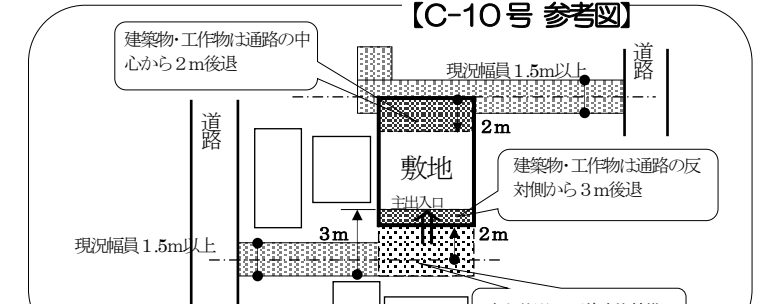 【C-10号 参考図】
建築物・工作物は通路の中
心から2m後退
現況幅員1.5m以上
道路
道路
2m
敷地
建築物・工作物は通路の反
対側から3m後退
主出入口
3m
2m
現況幅員1.5m以上